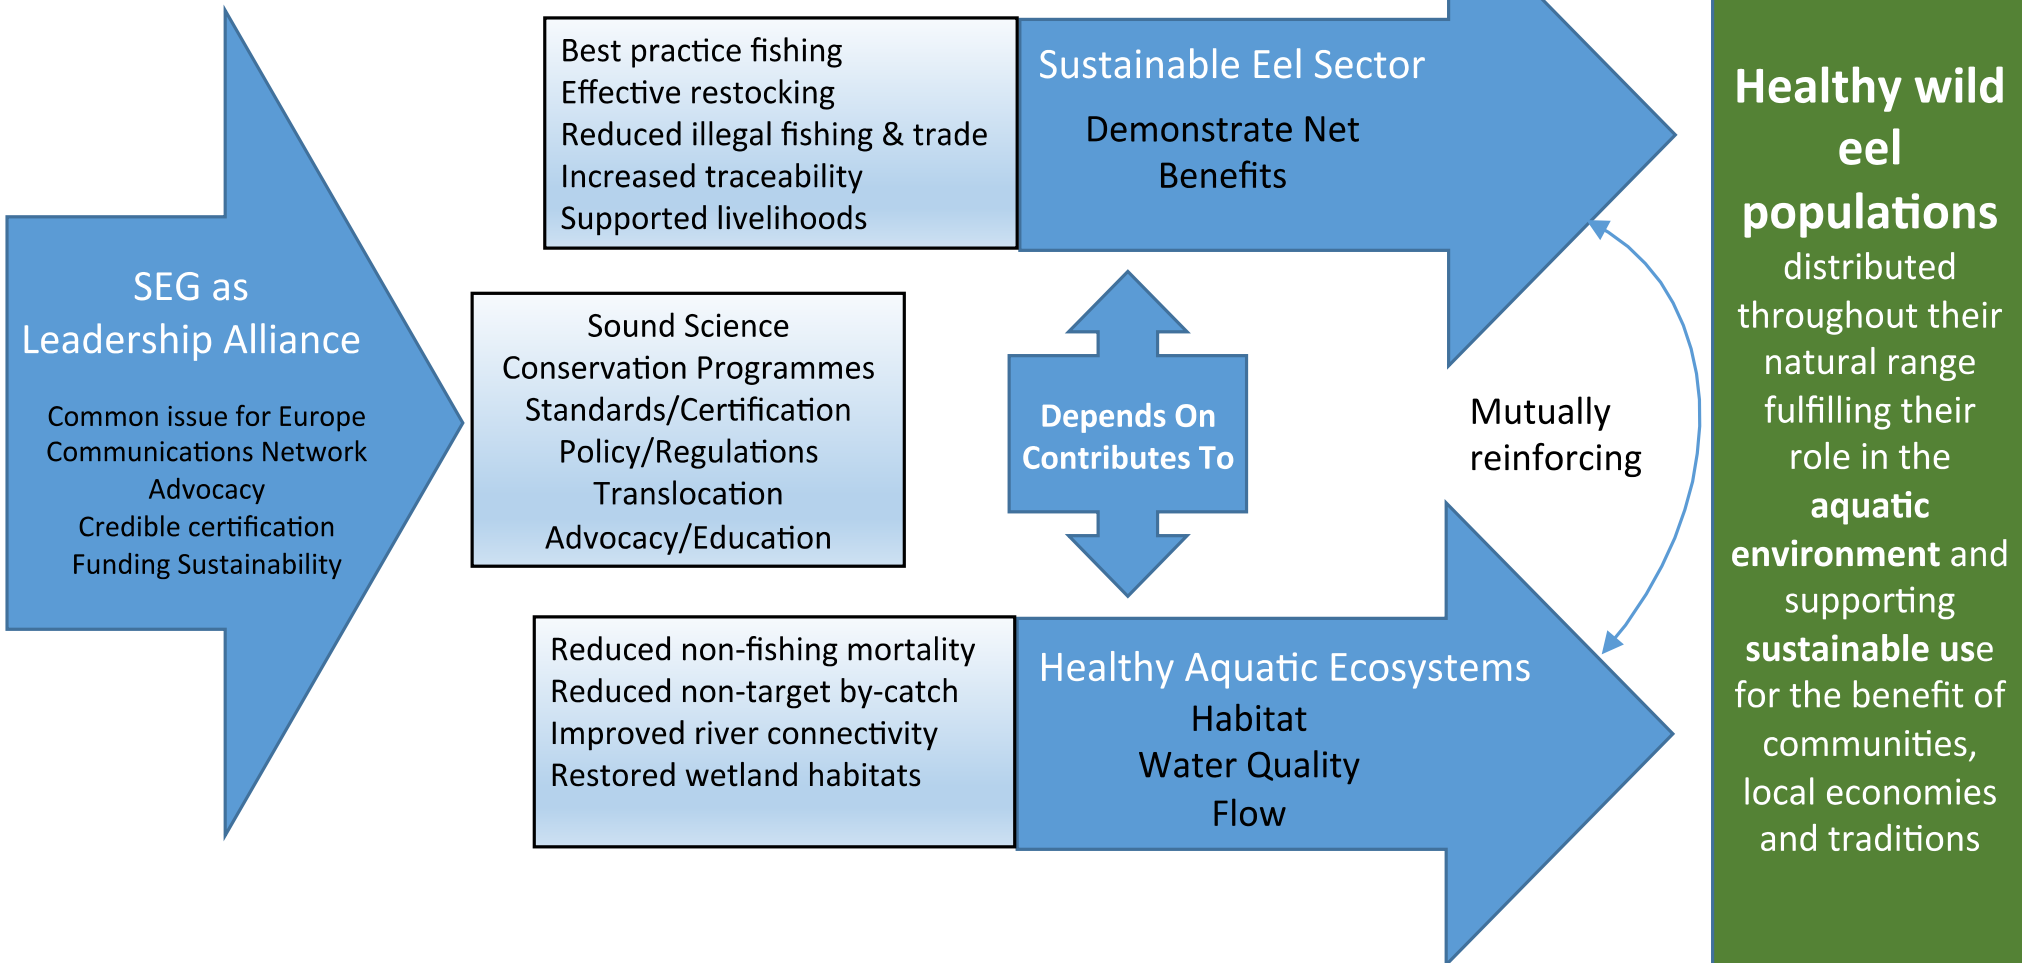 SEG as
Leadership Alliance
Common issue for Europe
Communications Network
Advocacy
Credible certification
Funding Sustainability
Best practice fishing
Effective restocking
Reduced illegal fishing & trade
Increased traceability
Supported livelihoods
Sustainable Eel Sector
Demonstrate Net
Benefits
Sound Science
Conservation Programmes
Standards/Certification
Policy/Regulations
Translocation
Advocacy/Education
Depends On
Contributes To
Mutually
reinforcing
Reduced non-fishing mortality
Reduced non-target by-catch
Improved river connectivity
Restored wetland habitats
Healthy Aquatic Ecosystems
Habitat
Water Quality
Flow
Healthy wild
eel
populations
distributed
throughout their
natural range
fulfilling their
role in the
aquatic
environment and
supporting
sustainable use
for the benefit of
communities,
local economies
and traditions